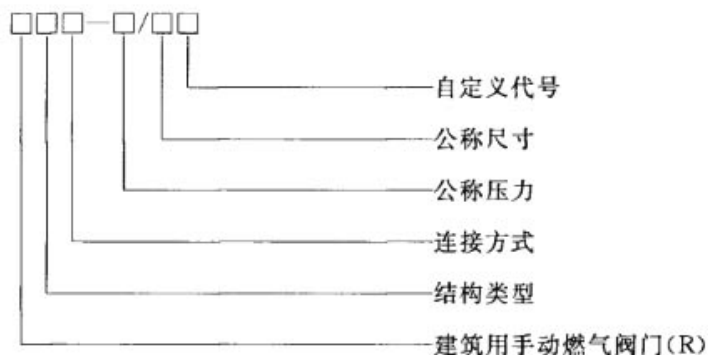 □□□—□/□□
自定义代号
公称尺寸
公称压力
连接方式
结构类型
建筑用手动燃气阀门(R)